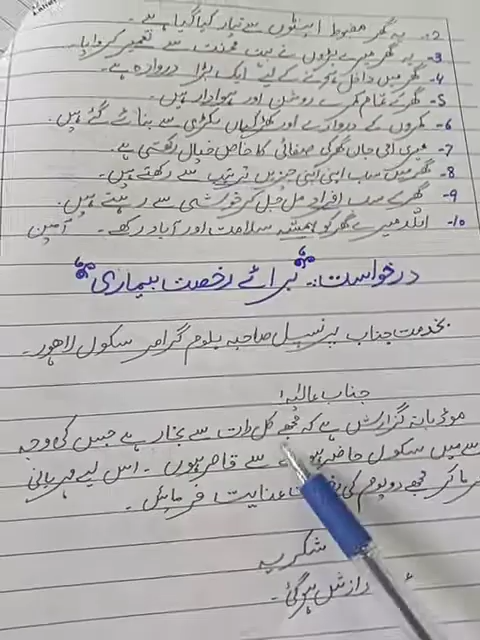 2- یہ گھر مضبوط اینٹوں سے تیار کیا گیا ہے۔
3- یہ گھر میرے بڑوں نے بہت محنت سے تعمیر کروایا۔
4- گھر میں داخل ہونے کے لیے ایک بڑا دروازہ ہے۔
5- گھر کے تمام کمرے روشن اور ہوادار ہیں۔
6- کمروں کے دروازے اور کھڑکیاں لکڑی سے بنائے گئے ہیں۔
7- میری امی جان گھر کی صفائی کا خاص خیال رکھتی ہے۔
8- گھر میں سب اپنی اپنی چیزیں ترتیب سے رکھتے ہیں۔
9- گھر کے سب افراد مل جل کر خوشی سے رہتے ہیں۔
10- اللہ میرے گھر کو ہمیشہ سلامت اور آباد رکھے۔ آمین
درخواست:۔ برائے رخصت بیماری
بخدمت جناب پرنسپل صاحبہ بلوم گرامر سکول لاہور۔
جناب عالیہ!
مؤدبانہ گزارش ہے کہ مجھے کل رات سے بخار ہے جس کی وجہ
سے میں سکول حاضر سے قاصر ہوں۔ اس لیے مہربانی
فرما کر مجھے دو یوم کی عنایت فرمائیں۔
شکریہ
نوازش ہوگی۔